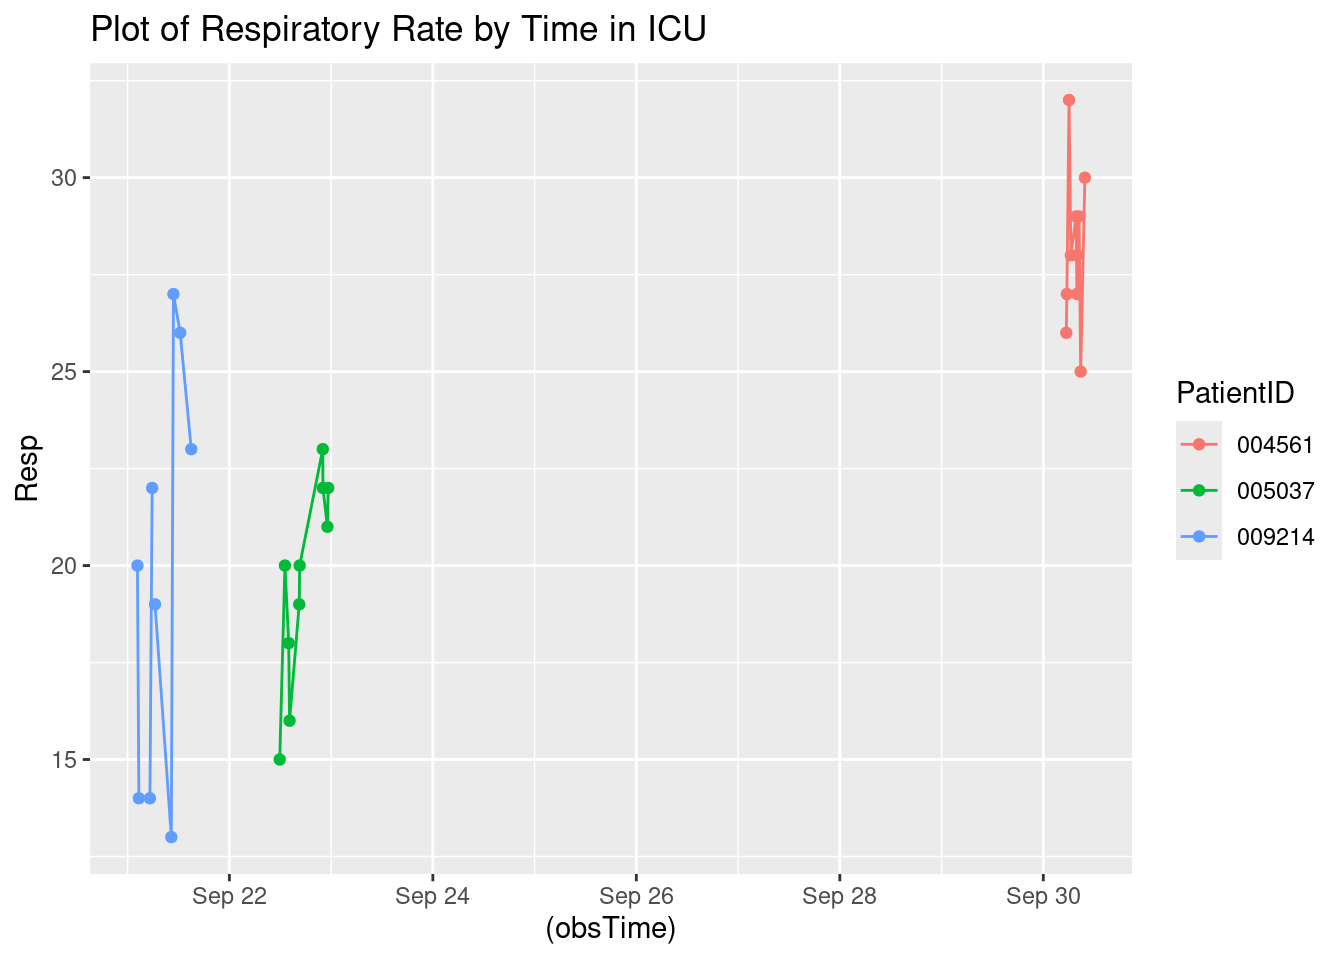 Plot of Respiratory Rate by Time in ICU
30
25
20
15
Resp
Sep 22
Sep 24
Sep 26
Sep 28
Sep 30
(obsTime)
PatientID
004561
005037
009214